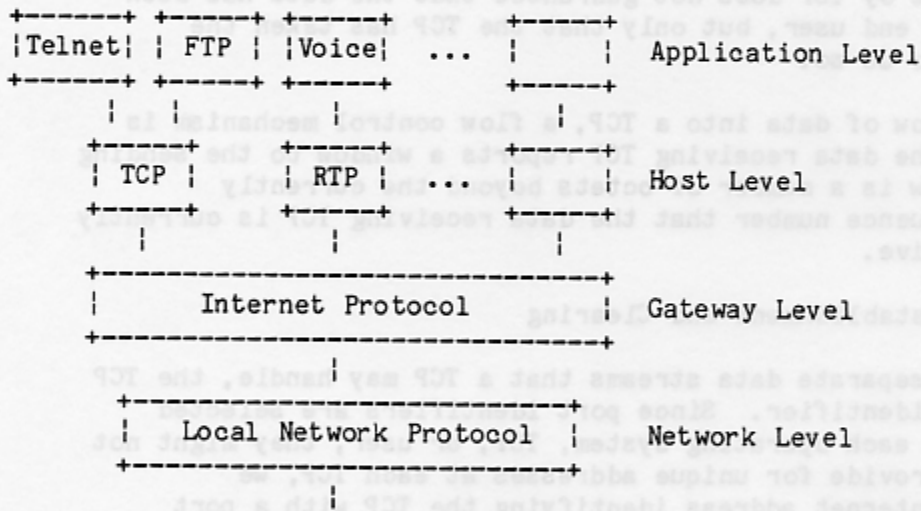 +------+ +-----+ +-----+ +-----+
|Telnet| | FTP | |Voice| ... | | Application Level
+------+ +-----+ +-----+ +-----+
| | | |
+-----+ +-----+ +-----+
| TCP | | RTP | ... | | Host Level
+-----+ +-----+ +-----+
| | |
+-------------------------------+
| Internet Protocol | Gateway Level
+-------------------------------+
|
+---------------------------+
| Local Network Protocol | Network Level
+---------------------------+
|